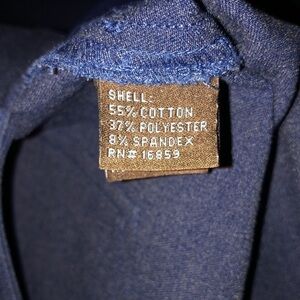 SHELL:
55% COTTON
37% POLYESTER
8% SPANDEX
RN# 16859